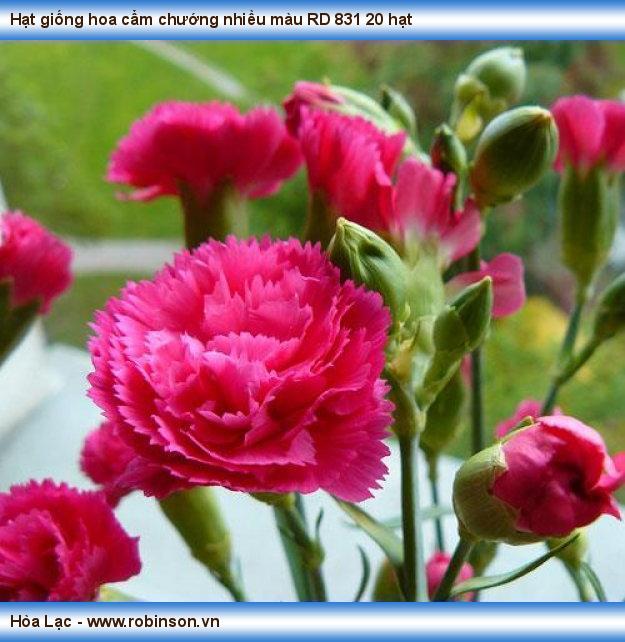 Hạt giống hoa cẩm chướng nhiều màu RD 831 20 hạt
Hòa Lạc - www.robinson.vn